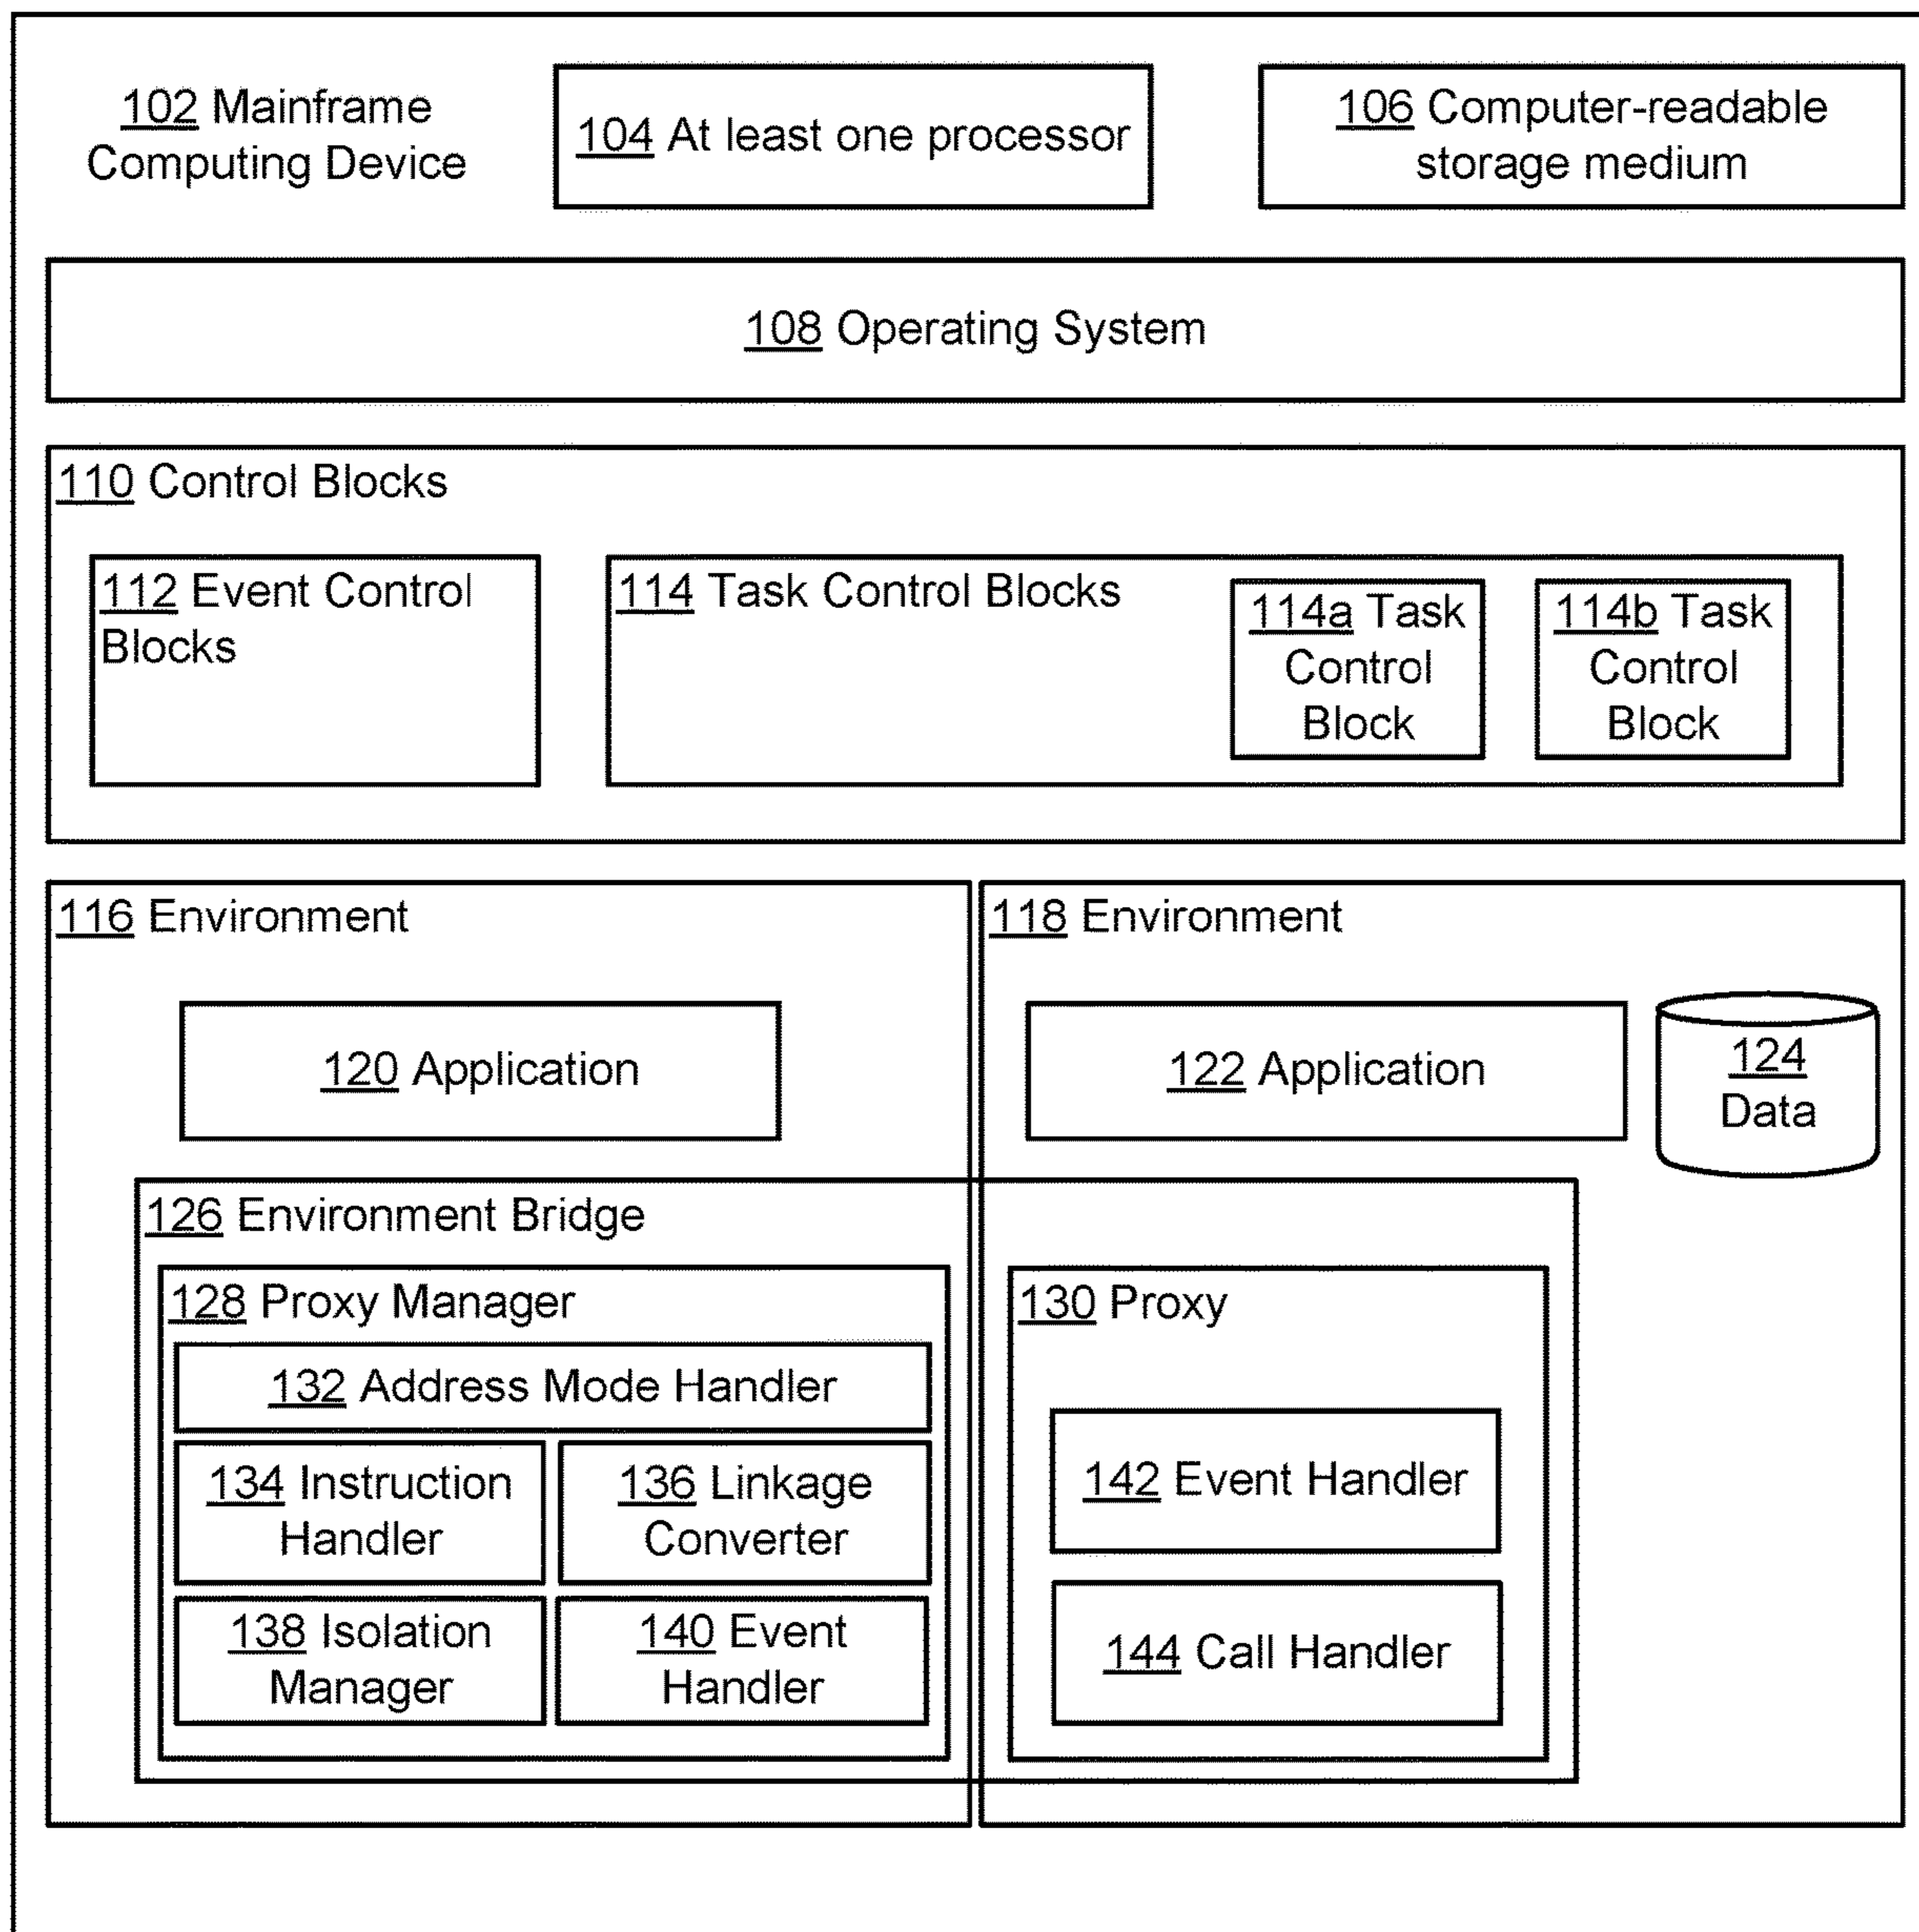 102 Mainframe
Computing Device
104 At least one processor
106 Computer-readable
storage medium
108 Operating System
110 Control Blocks
112 Event Control
Blocks
114 Task Control Blocks
114a Task
Control
Block
114b Task
Control
Block
116 Environment
118 Environment
120 Application
122 Application
124
Data
126 Environment Bridge
128 Proxy Manager
130 Proxy
132 Address Mode Handler
134 Instruction
Handler
136 Linkage
Converter
138 Isolation
Manager
140 Event
Handler
142 Event Handler
144 Call Handler